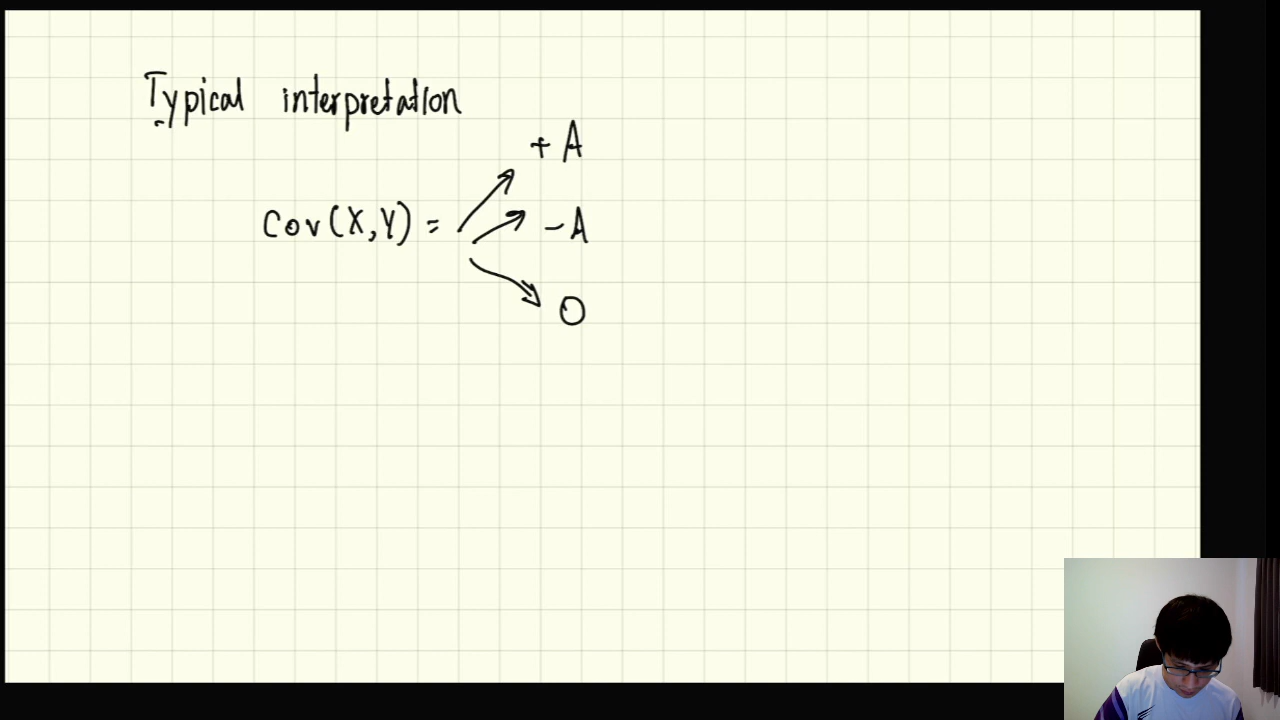 Typical interpretation
+ A
Cov(X,Y) =
- A
0